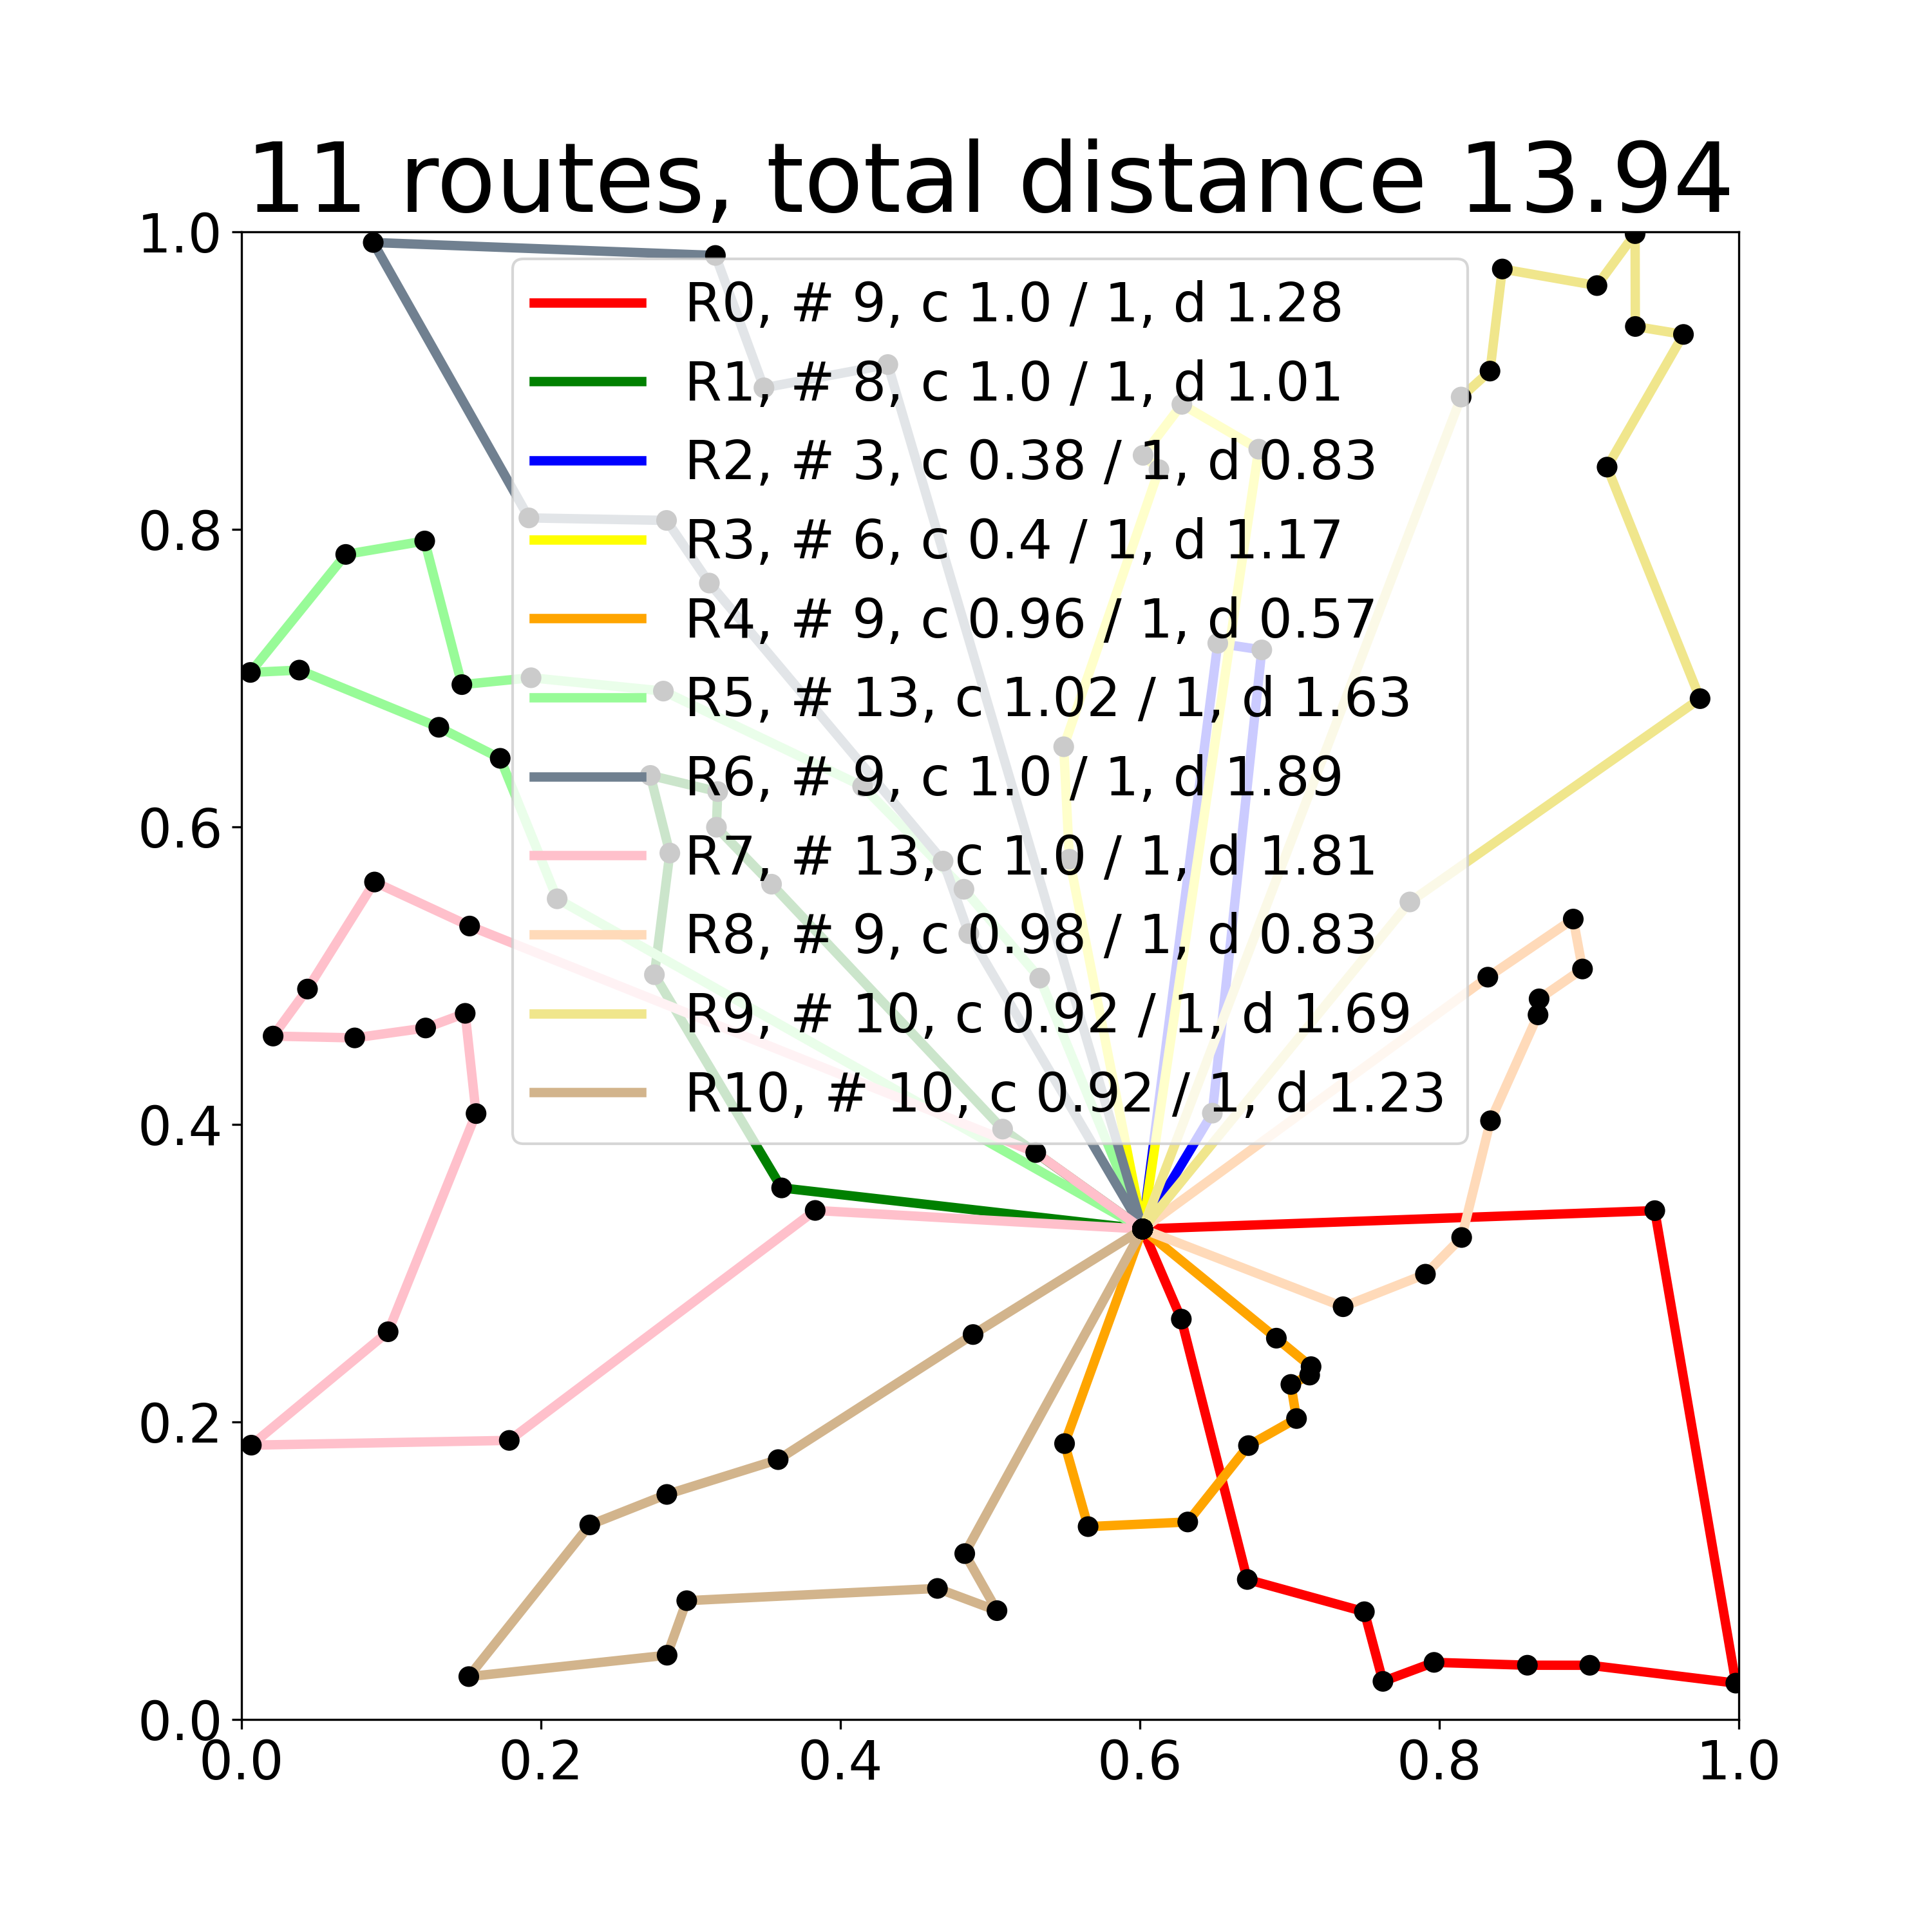 11 routes, total distance 13.94
1.0
0.8
0.6
0.4
0.2
0.0
R0, # 9, c 1.0 / 1, d 1.28
R1, # 8, c 1.0 / 1, d 1.01
R2, # 3, c 0.38 / 1, d 0.83
R3, # 6, c 0.4 / 1, d 1.17
R4, # 9, c 0.96 / 1, d 0.57
R5, # 13, c 1.02 / 1, d 1.63
R6, # 9, c 1.0 / 1, d 1.89
R7, # 13, c 1.0 / 1, d 1.81
R8, # 9, c 0.98 / 1, d 0.83
R9, # 10, c 0.92 / 1, d 1.69
R10, # 10, c 0.92 / 1, d 1.23
0.0 0.2 0.4 0.6 0.8 1.0